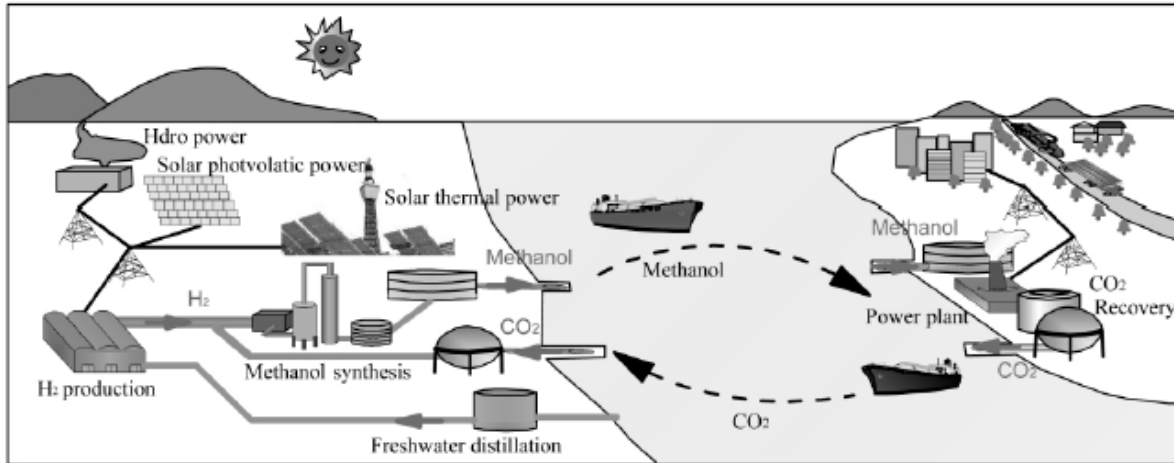 Hdro power
Solar photvolatic power
Solar thermal power
Methanol
H2
CO2
Methanol synthesis
H2 production
Freshwater distillation
Methanol
CO2
Methanol
Power plant
CO2
Recovery
CO2